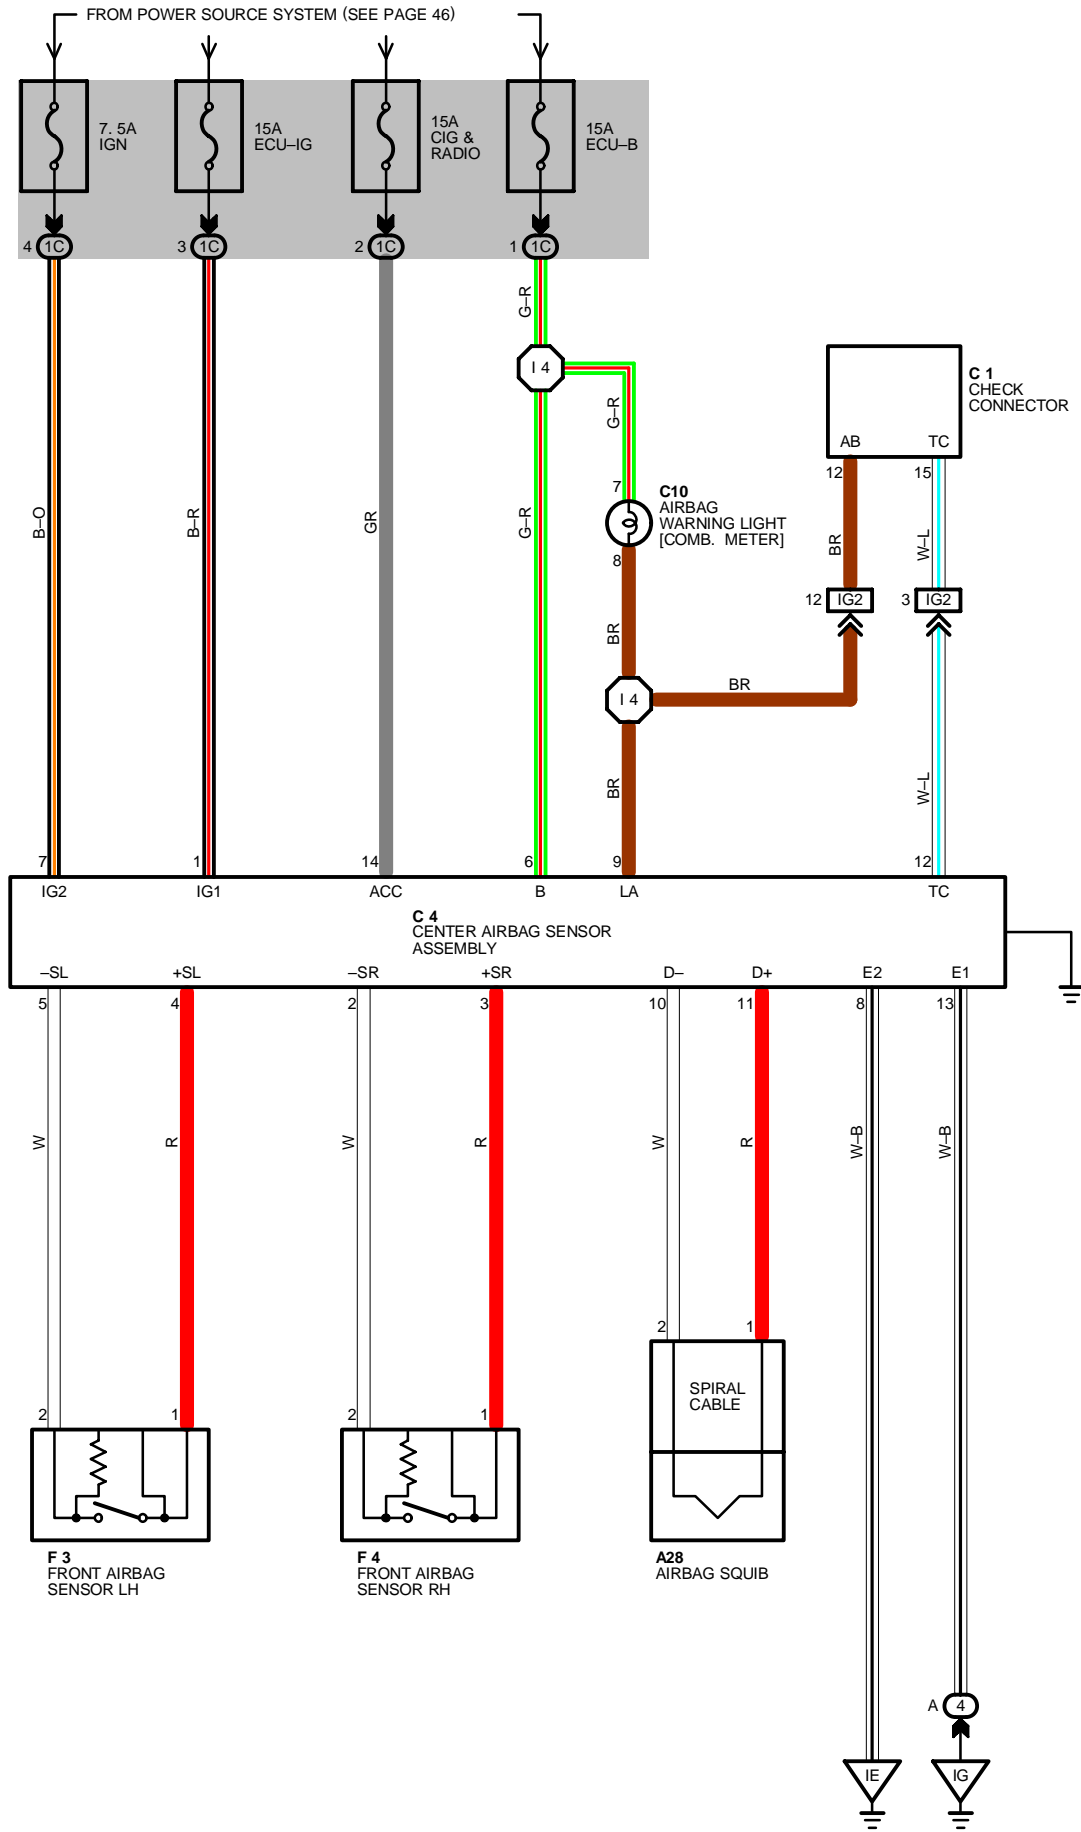 FROM POWER SOURCE SYSTEM (SEE PAGE 46)
7. 5A
IGN
15A
ECU–IG
15A
CIG &
RADIO
15A
ECU–B
4 1C
3 1C
2 1C
1 1C
G–R
I 4
G–R
C 1
CHECK
CONNECTOR
AB
TC
12
15
B–O
B–R
GR
G–R
7
C10
AIRBAG
WARNING LIGHT
[COMB. METER]
8
BR
W–L
12 IG2
3 IG2
BR
I 4
BR
BR
W–L
7
1
14
6
9
12
IG2
IG1
ACC
B
LA
TC
C 4
CENTER AIRBAG SENSOR
ASSEMBLY
–SL
+SL
–SR
+SR
D–
D+
E2
E1
5
4
2
3
10
11
8
13
W
R
W
R
W
R
W–B
W–B
2
1
SPIRAL
CABLE
2
1
2
1
F 3
FRONT AIRBAG
SENSOR LH
F 4
FRONT AIRBAG
SENSOR RH
A28
AIRBAG SQUIB
A 4
IE
IG